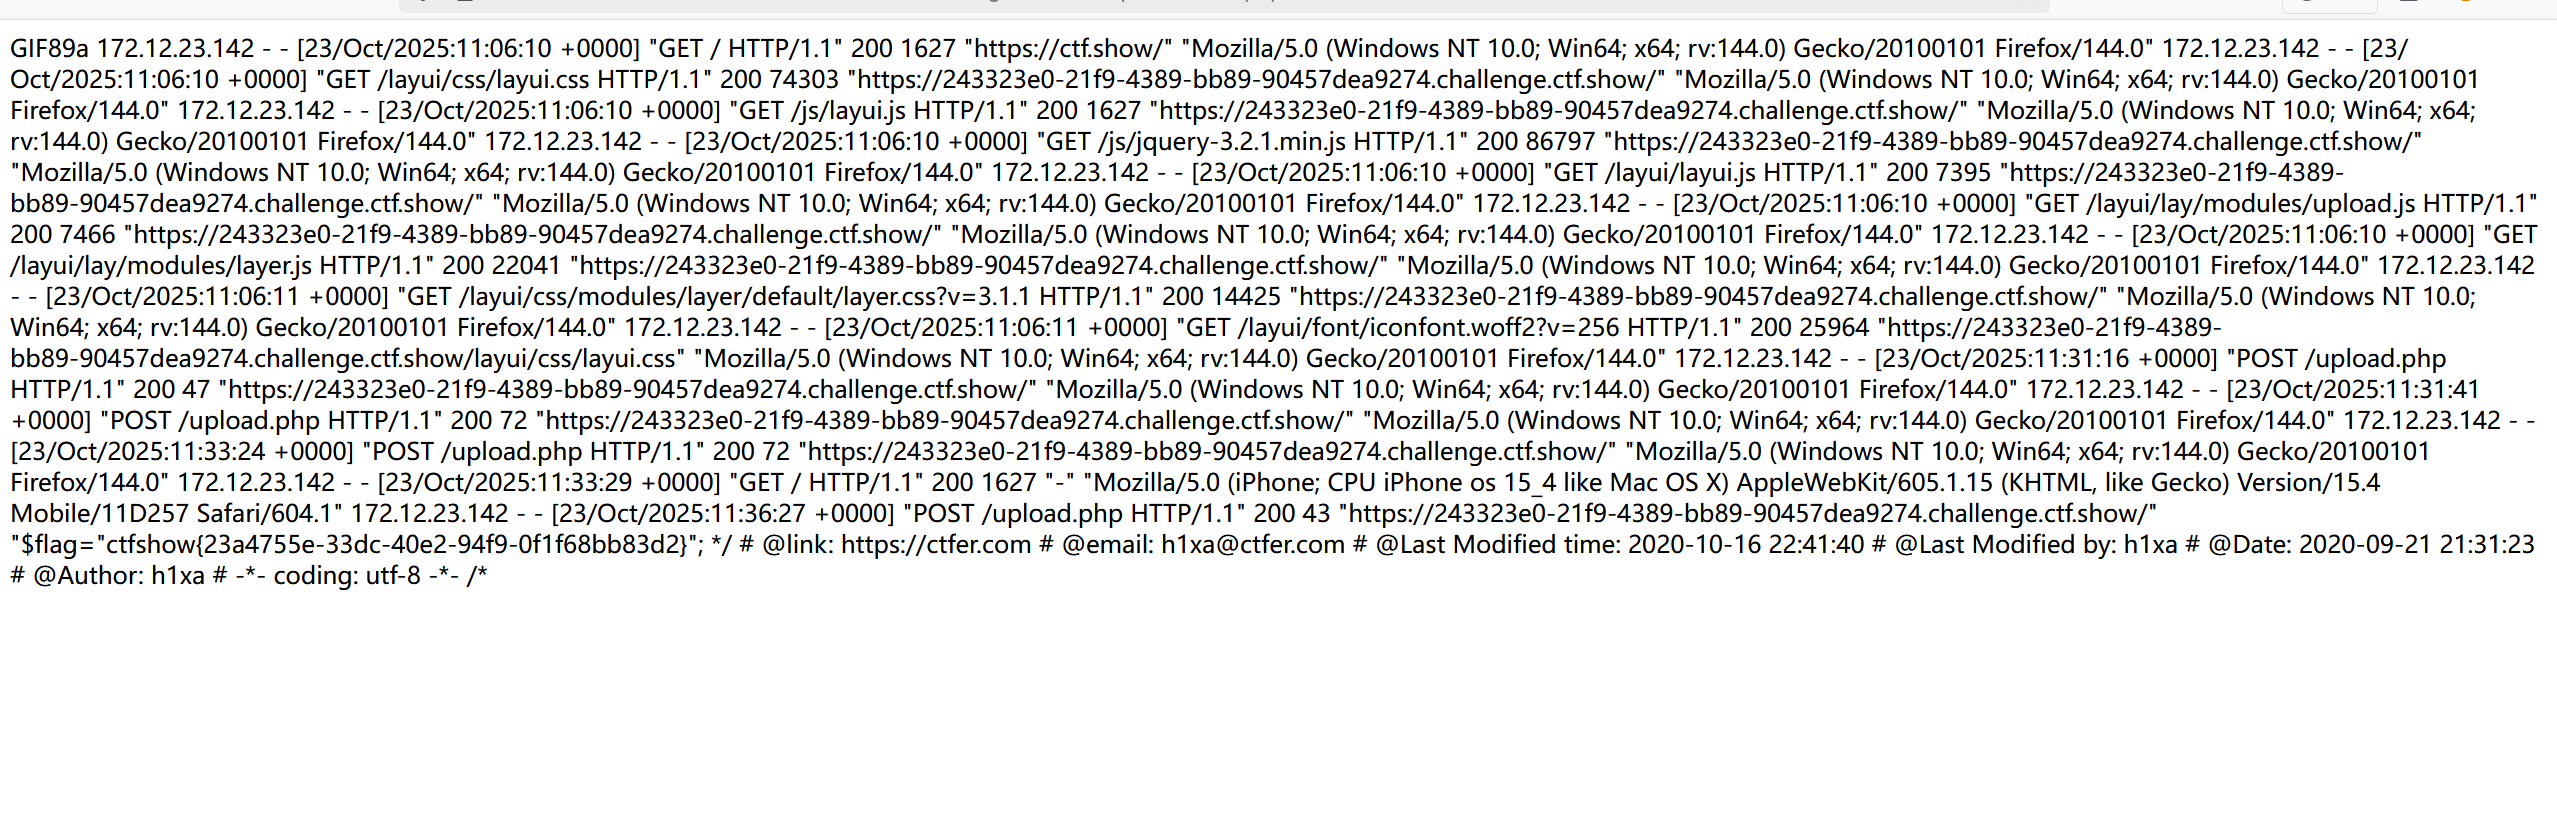 GIF89a 172.12.23.142 - - [23/Oct/2025:11:06:10 +0000] "GET / HTTP/1.1" 200 1627 "https://ctf.show/" "Mozilla/5.0 (Windows NT 10.0; Win64; x64; rv:144.0) Gecko/20100101 Firefox/144.0" 172.12.23.142 - - [23/
Oct/2025:11:06:10 +0000] "GET /layui/css/layui.css HTTP/1.1" 200 74303 "https://243323e0-21f9-4389-bb89-90457dea9274.challenge.ctf.show/" "Mozilla/5.0 (Windows NT 10.0; Win64; x64; rv:144.0) Gecko/20100101
Firefox/144.0" 172.12.23.142 - - [23/Oct/2025:11:06:10 +0000] "GET /js/layui.js HTTP/1.1" 200 1627 "https://243323e0-21f9-4389-bb89-90457dea9274.challenge.ctf.show/" "Mozilla/5.0 (Windows NT 10.0; Win64; x64;
rv:144.0) Gecko/20100101 Firefox/144.0" 172.12.23.142 - - [23/Oct/2025:11:06:10 +0000] "GET /js/jquery-3.2.1.min.js HTTP/1.1" 200 86797 "https://243323e0-21f9-4389-bb89-90457dea9274.challenge.ctf.show/"
"Mozilla/5.0 (Windows NT 10.0; Win64; x64; rv:144.0) Gecko/20100101 Firefox/144.0" 172.12.23.142 - - [23/Oct/2025:11:06:10 +0000] "GET /layui/layui.js HTTP/1.1" 200 7395 "https://243323e0-21f9-4389-
bb89-90457dea9274.challenge.ctf.show/" "Mozilla/5.0 (Windows NT 10.0; Win64; x64; rv:144.0) Gecko/20100101 Firefox/144.0" 172.12.23.142 - - [23/Oct/2025:11:06:10 +0000] "GET /layui/lay/modules/upload.js HTTP/1.1"
200 7466 "https://243323e0-21f9-4389-bb89-90457dea9274.challenge.ctf.show/" "Mozilla/5.0 (Windows NT 10.0; Win64; x64; rv:144.0) Gecko/20100101 Firefox/144.0" 172.12.23.142 - - [23/Oct/2025:11:06:10 +0000] "GET
/layui/lay/modules/layer.js HTTP/1.1" 200 22041 "https://243323e0-21f9-4389-bb89-90457dea9274.challenge.ctf.show/" "Mozilla/5.0 (Windows NT 10.0; Win64; x64; rv:144.0) Gecko/20100101 Firefox/144.0" 172.12.23.142
- - [23/Oct/2025:11:06:11 +0000] "GET /layui/css/modules/layer/default/layer.css?v=3.1.1 HTTP/1.1" 200 14425 "https://243323e0-21f9-4389-bb89-90457dea9274.challenge.ctf.show/" "Mozilla/5.0 (Windows NT 10.0;
Win64; x64; rv:144.0) Gecko/20100101 Firefox/144.0" 172.12.23.142 - - [23/Oct/2025:11:06:11 +0000] "GET /layui/font/iconfont.woff2?v=256 HTTP/1.1" 200 25964 "https://243323e0-21f9-4389-
bb89-90457dea9274.challenge.ctf.show/layui/css/layui.css" "Mozilla/5.0 (Windows NT 10.0; Win64; x64; rv:144.0) Gecko/20100101 Firefox/144.0" 172.12.23.142 - - [23/Oct/2025:11:31:16 +0000] "POST /upload.php
HTTP/1.1" 200 47 "https://243323e0-21f9-4389-bb89-90457dea9274.challenge.ctf.show/" "Mozilla/5.0 (Windows NT 10.0; Win64; x64; rv:144.0) Gecko/20100101 Firefox/144.0" 172.12.23.142 - - [23/Oct/2025:11:31:41
+0000] "POST /upload.php HTTP/1.1" 200 72 "https://243323e0-21f9-4389-bb89-90457dea9274.challenge.ctf.show/" "Mozilla/5.0 (Windows NT 10.0; Win64; x64; rv:144.0) Gecko/20100101 Firefox/144.0" 172.12.23.142 - -
[23/Oct/2025:11:33:24 +0000] "POST /upload.php HTTP/1.1" 200 72 "https://243323e0-21f9-4389-bb89-90457dea9274.challenge.ctf.show/" "Mozilla/5.0 (Windows NT 10.0; Win64; x64; rv:144.0) Gecko/20100101
Firefox/144.0" 172.12.23.142 - - [23/Oct/2025:11:33:29 +0000] "GET / HTTP/1.1" 200 1627 "-" "Mozilla/5.0 (iPhone; CPU iPhone os 15_4 like Mac OS X) AppleWebKit/605.1.15 (KHTML, like Gecko) Version/15.4
Mobile/11D257 Safari/604.1" 172.12.23.142 - - [23/Oct/2025:11:36:27 +0000] "POST /upload.php HTTP/1.1" 200 43 "https://243323e0-21f9-4389-bb89-90457dea9274.challenge.ctf.show/"
"$flag="ctfshow{23a4755e-33dc-40e2-94f9-0f1f68bb83d2}"; */ # @link: https://ctfer.com # @email: h1xa@ctfer.com # @Last Modified time: 2020-10-16 22:41:40 # @Last Modified by: h1xa # @Date: 2020-09-21 21:31:23
# @Author: h1xa # -*- coding: utf-8 -*- /*